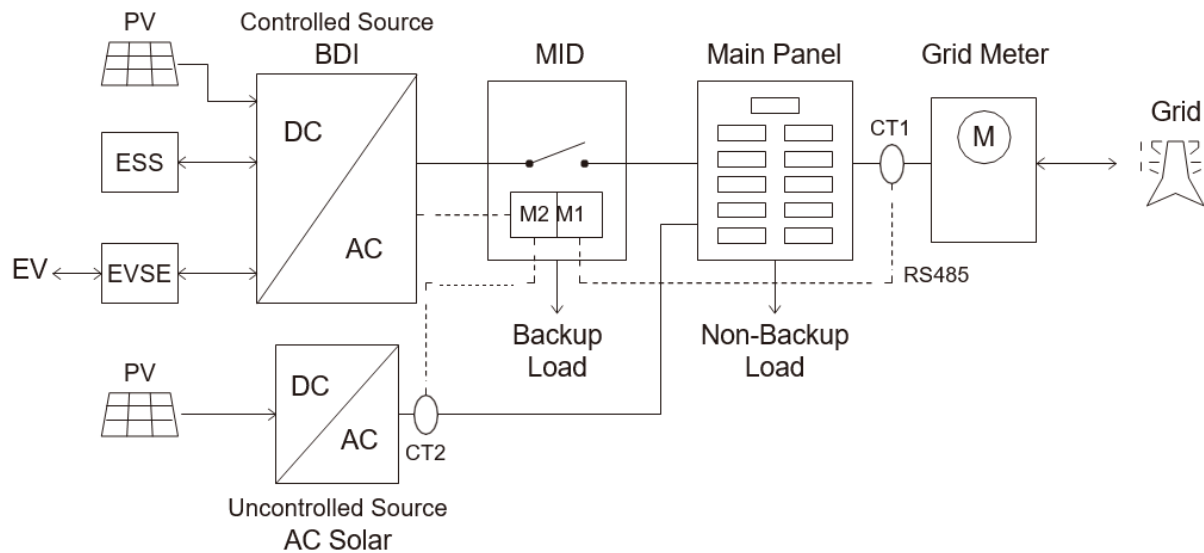 PV
Controlled Source
BDI
MID
Main Panel
Grid Meter
Grid
DC
CT1
M
ESS
M2
M1
AC
EV
EVSE
RS485
Backup
Load
Non-Backup
Load
PV
DC
AC
CT2
Uncontrolled Source
AC Solar